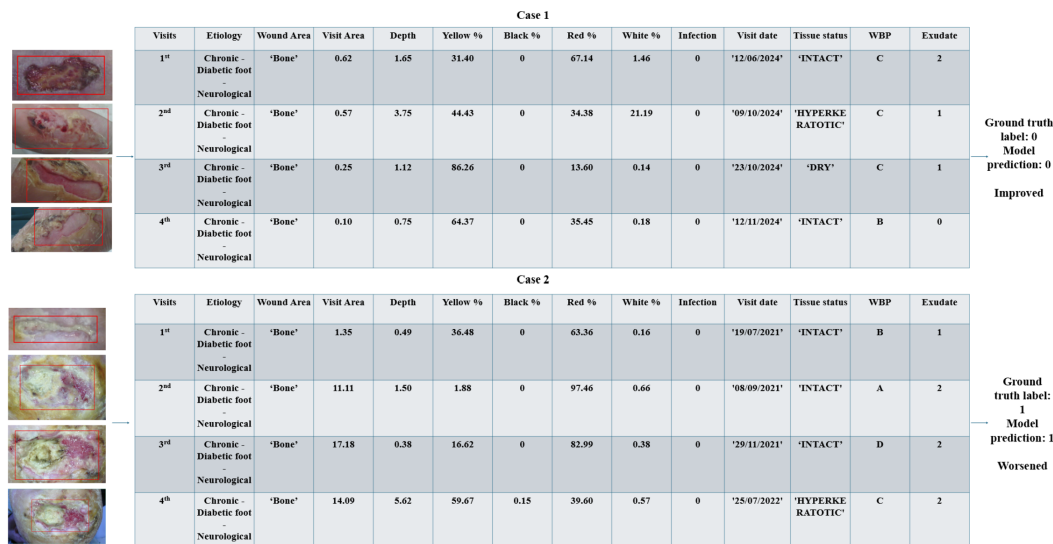 Case 1
Visits Etiology Wound Area Visit Area Depth Yellow % Black % Red % White % Infection Visit date Tissue status WBP Exudate
1st Chronic - Diabetic foot - Neurological ‘Bone’ 0.62 1.65 31.40 0 67.14 1.46 0 '12/06/2024' ‘INTACT’ C 2
2nd Chronic - Diabetic foot - Neurological ‘Bone’ 0.57 3.75 44.43 0 34.38 21.19 0 '09/10/2024' 'HYPERKERATOTIC' C 1
3rd Chronic - Diabetic foot - Neurological ‘Bone’ 0.25 1.12 86.26 0 13.60 0.14 0 '23/10/2024' ‘DRY’ C 1
4th Chronic - Diabetic foot - Neurological ‘Bone’ 0.10 0.75 64.37 0 35.45 0.18 0 '12/11/2024' ‘INTACT’ B 0
Ground truth
label: 0
Model
prediction: 0
Improved
Case 2
Visits Etiology Wound Area Visit Area Depth Yellow % Black % Red % White % Infection Visit date Tissue status WBP Exudate
1st Chronic - Diabetic foot - Neurological ‘Bone’ 1.35 0.49 36.48 0 63.36 0.16 0 '19/07/2021' ‘INTACT’ B 1
2nd Chronic - Diabetic foot - Neurological ‘Bone’ 11.11 1.50 1.88 0 97.46 0.66 0 '08/09/2021' 'INTACT’ A 2
3rd Chronic - Diabetic foot - Neurological ‘Bone’ 17.18 0.38 16.62 0 82.99 0.38 0 '29/11/2021' ‘INTACT’ D 2
4th Chronic - Diabetic foot - Neurological ‘Bone’ 14.09 5.62 59.67 0.15 39.60 0.57 0 '25/07/2022' 'HYPERKERATOTIC' C 2
Ground
truth label:
1
Model
prediction: 1
Worsened